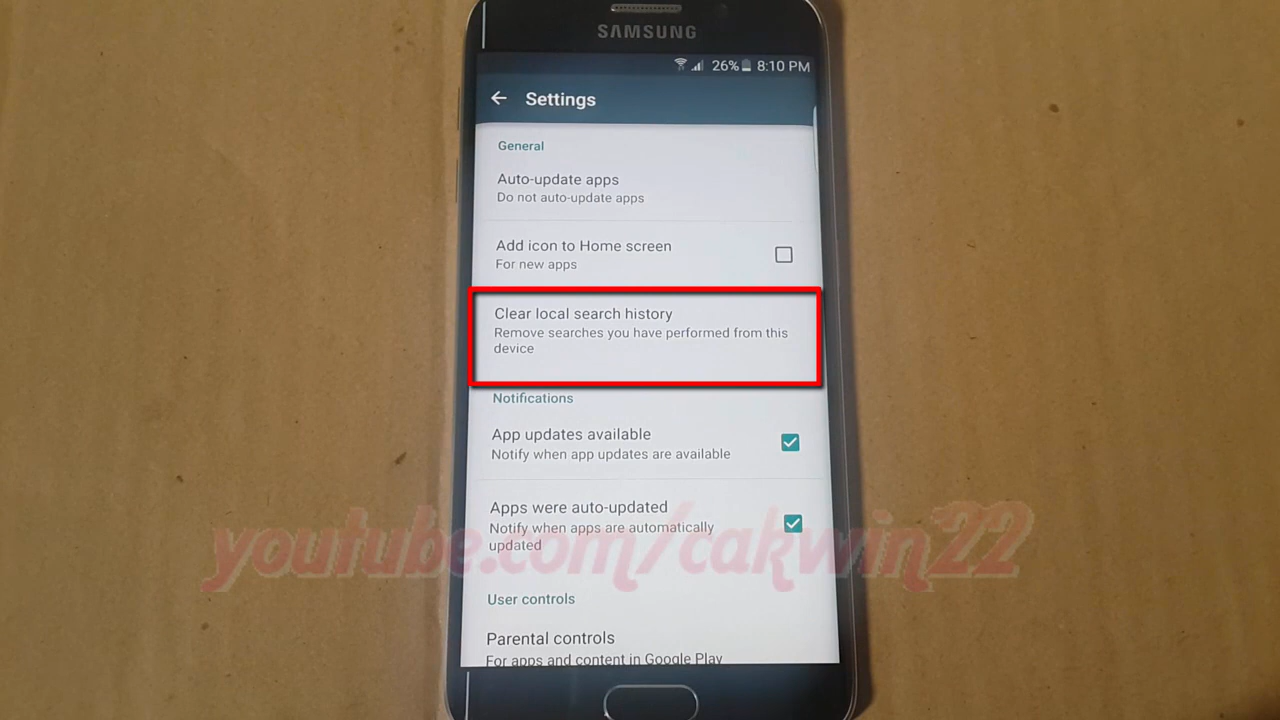 SAMSUNG
26% 8:10 PM
Settings
General
Auto-update apps
Do not auto-update apps
Add icon to Home screen
For new apps
Clear local search history
Remove searches you have performed from this
device
Notifications
App updates available
Notify when app updates are available
Apps were auto-updated
Notify when apps are automatically
updated
youtube.com/cakwin22
User controls
Parental controls
For apps and content in Google Play